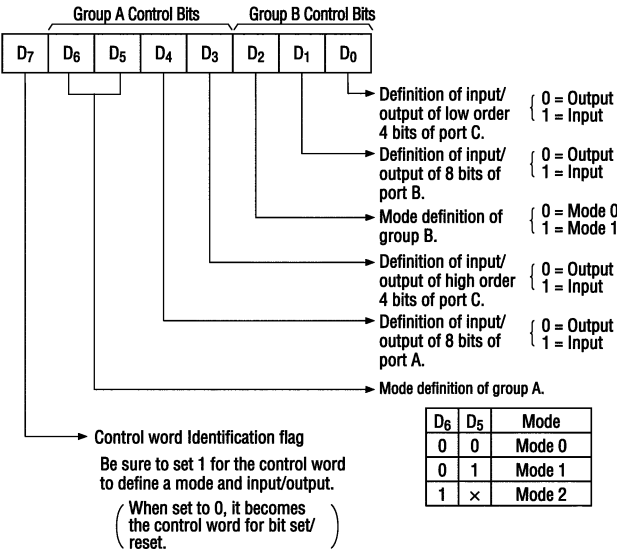 Group A Control Bits Group B Control Bits
D7 D6 D5 D4 D3 D2 D1 D0
Definition of input/
output of low order
4 bits of port C.
0 = Output
1 = Input
Definition of input/
output of 8 bits of
port B.
0 = Output
1 = Input
Mode definition of
group B.
0 = Mode 0
1 = Mode 1
Definition of input/
output of high order
4 bits of port C.
0 = Output
1 = Input
Definition of input/
output of 8 bits of
port A.
0 = Output
1 = Input
Mode definition of group A.
D6 D5 Mode
0 0 Mode 0
0 1 Mode 1
1 × Mode 2
Control word Identification flag
Be sure to set 1 for the control word
to define a mode and input/output.
(When set to 0, it becomes
the control word for bit set/
reset.)